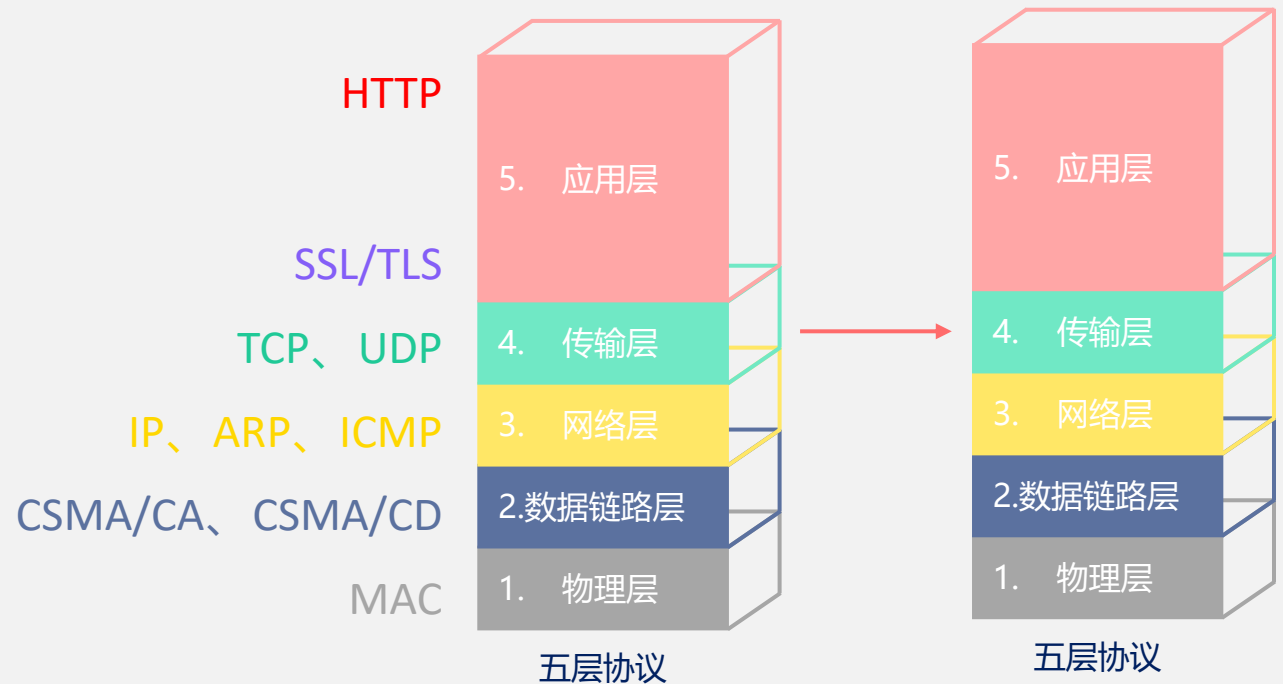 HTTP
SSL/TLS
TCP、UDP
IP、ARP、ICMP
CSMA/CA、CSMA/CD
MAC
5. 应用层
4. 传输层
3. 网络层
2.数据链路层
1. 物理层
五层协议
5. 应用层
4. 传输层
3. 网络层
2.数据链路层
1. 物理层
五层协议